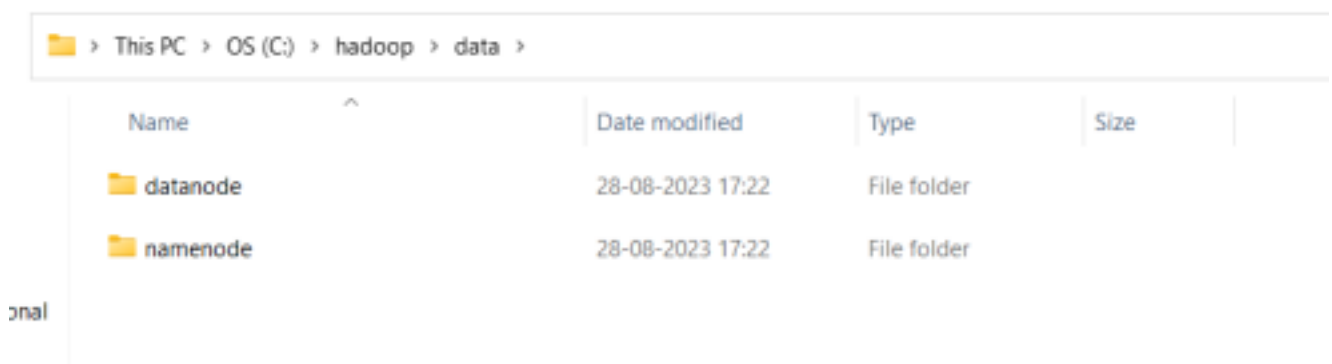 This PC > OS (C:) > hadoop > data >
Name Date modified Type Size
datanode 28-08-2023 17:22 File folder
namenode 28-08-2023 17:22 File folder
onal